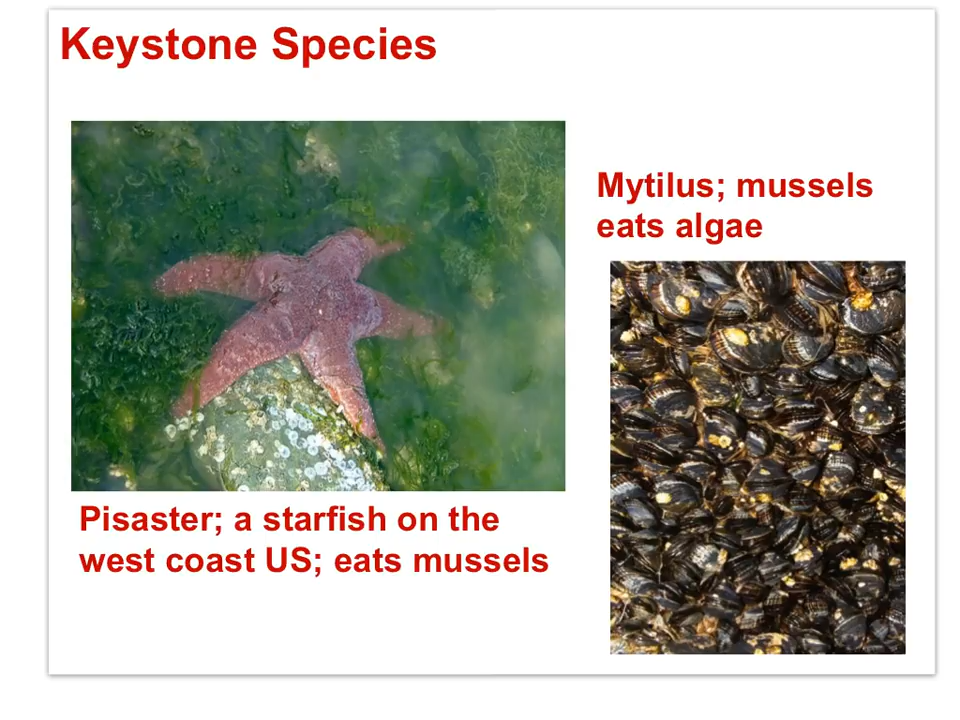 Keystone Species
Mytilus; mussels
eats algae
Pisaster; a starfish on the
west coast US; eats mussels